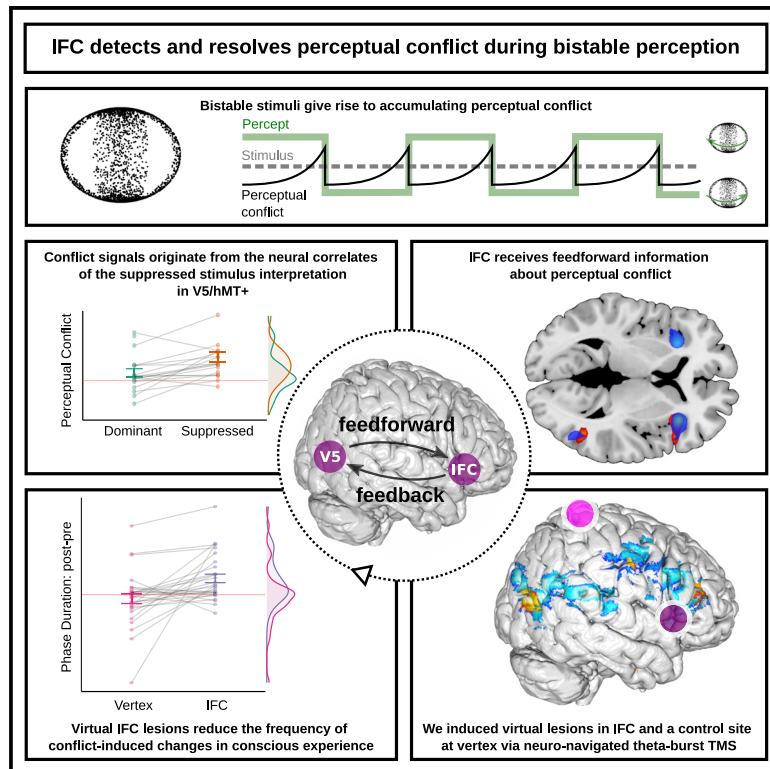 IFC detects and resolves perceptual conflict during bistable perception
Bistable stimuli give rise to accumulating perceptual conflict
Percept
Stimulus
Perceptual
conflict
Conflict signals originate from the neural correlates
of the suppressed stimulus interpretation
in V5/hMT+
Perceptual Conflict
Dominant Suppressed
IFC receives feedforward information
about perceptual conflict
feedforward
V5
IFC
feedback
Phase Duration: post-pre
Vertex IFC
Virtual IFC lesions reduce the frequency of
conflict-induced changes in conscious experience
We induced virtual lesions in IFC and a control site
at vertex via neuro-navigated theta-burst TMS